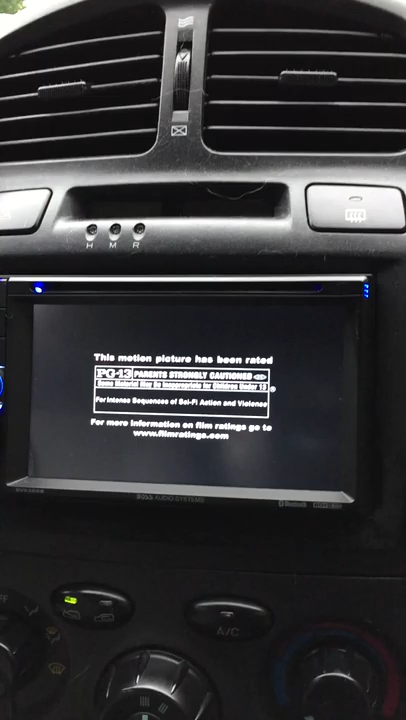 H M R
This motion picture has been rated
PG-13 PARENTS STRONGLY CAUTIONED
Some Material May Be Inappropriate for Children Under 13
®
For Intense Sequences of Sci-Fi Action and Violence
For more information on film ratings go to
www.filmratings.com
BOSS AUDIO SYSTEMS
Bluetooth
A/C